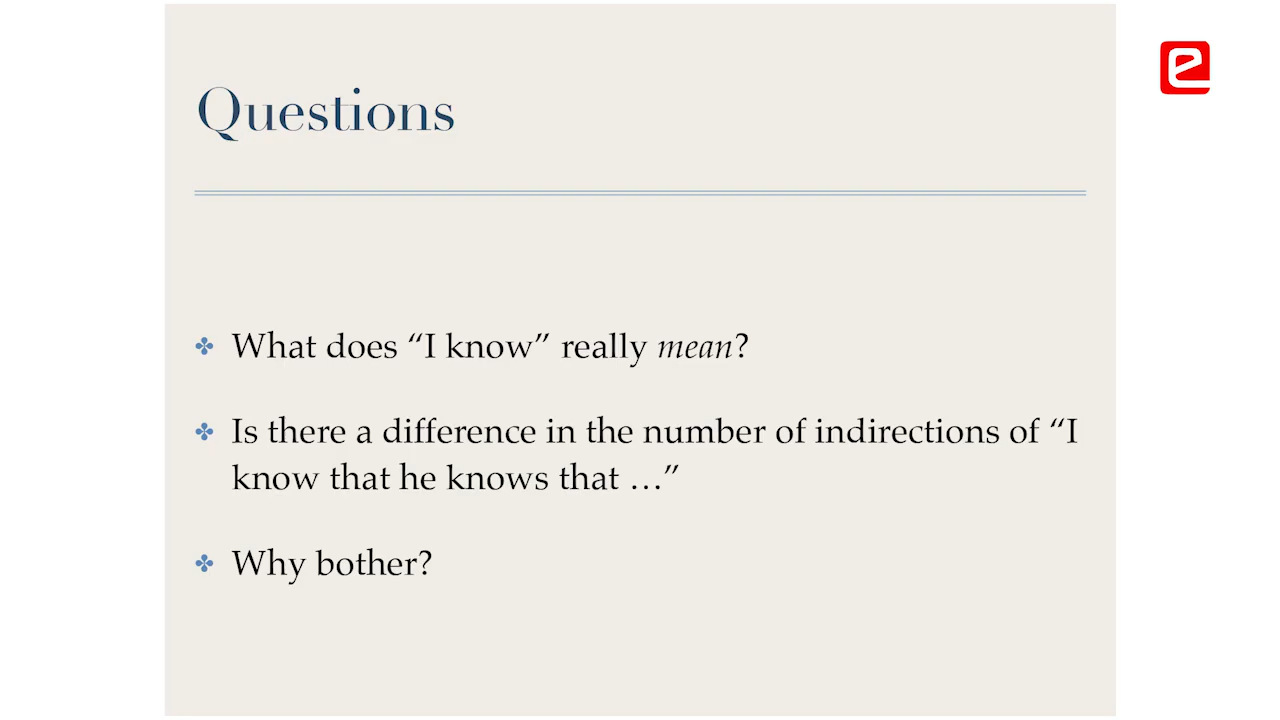 Questions
What does “I know” really mean?
Is there a difference in the number of indirections of “I
know that he knows that …”
Why bother?
e